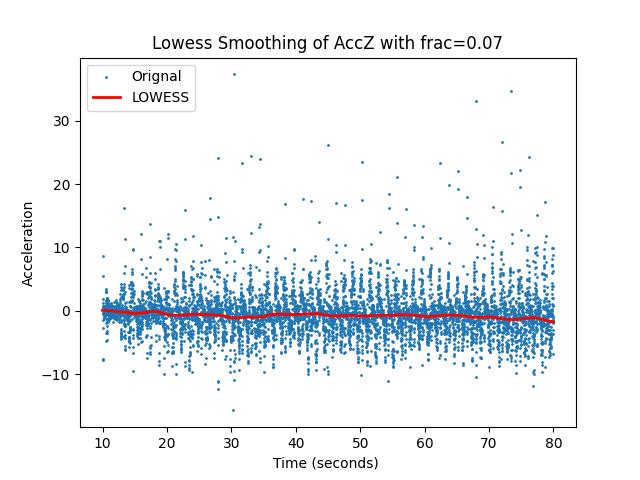 Lowess Smoothing of AccZ with frac=0.07
Orignal
LOWESS
Acceleration
30
20
10
0
−10
10 20 30 40 50 60 70 80
Time (seconds)